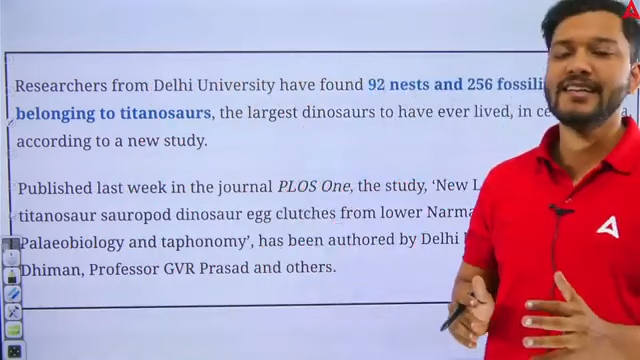 Researchers from Delhi University have found 92 nests and 256
belonging to titanosaurs, the largest dinosaurs to have ever lived, in
according to a new study.
Published last week in the journal PLOS One, the study, ‘New
titanosaur sauropod dinosaur egg clutches from lower
Palaeobiology and taphonomy’, has been authored by Delhi
Dhiman, Professor GVR Prasad and others.